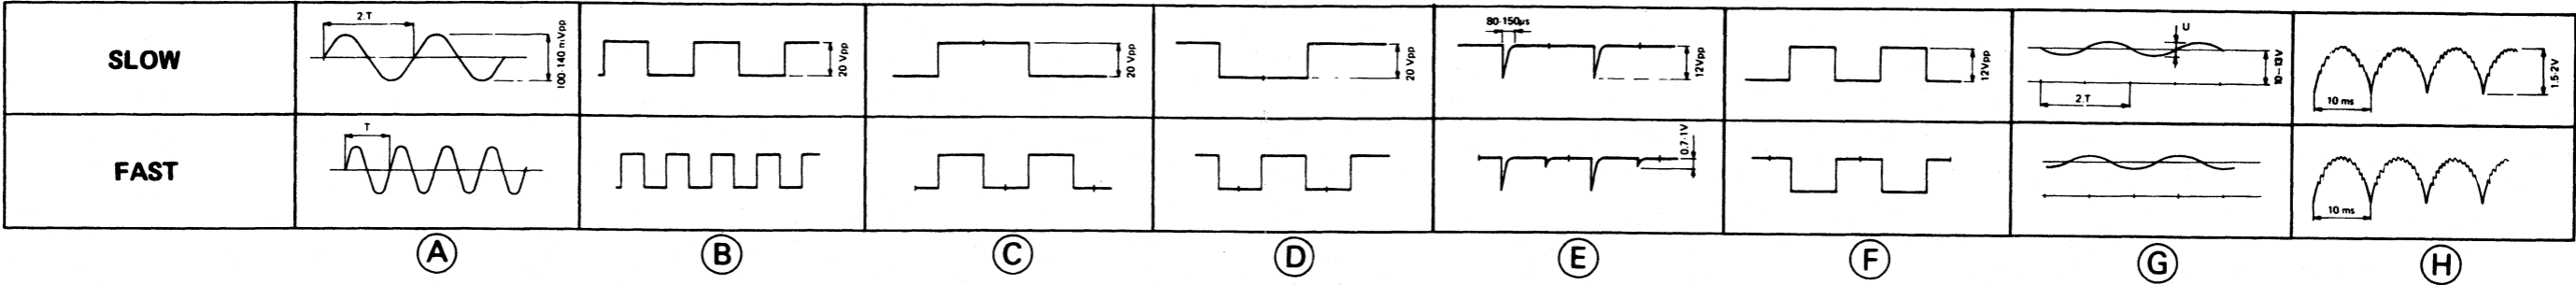 SLOW
2.T
100-140 mVpp
20 Vpp
20 Vpp
20 Vpp
80-150µs
12Vpp
12Vpp
U
10-13V
2.T
10 ms
1.5-2V
FAST
T
0.7-1V
10 ms
A B C D E F G H